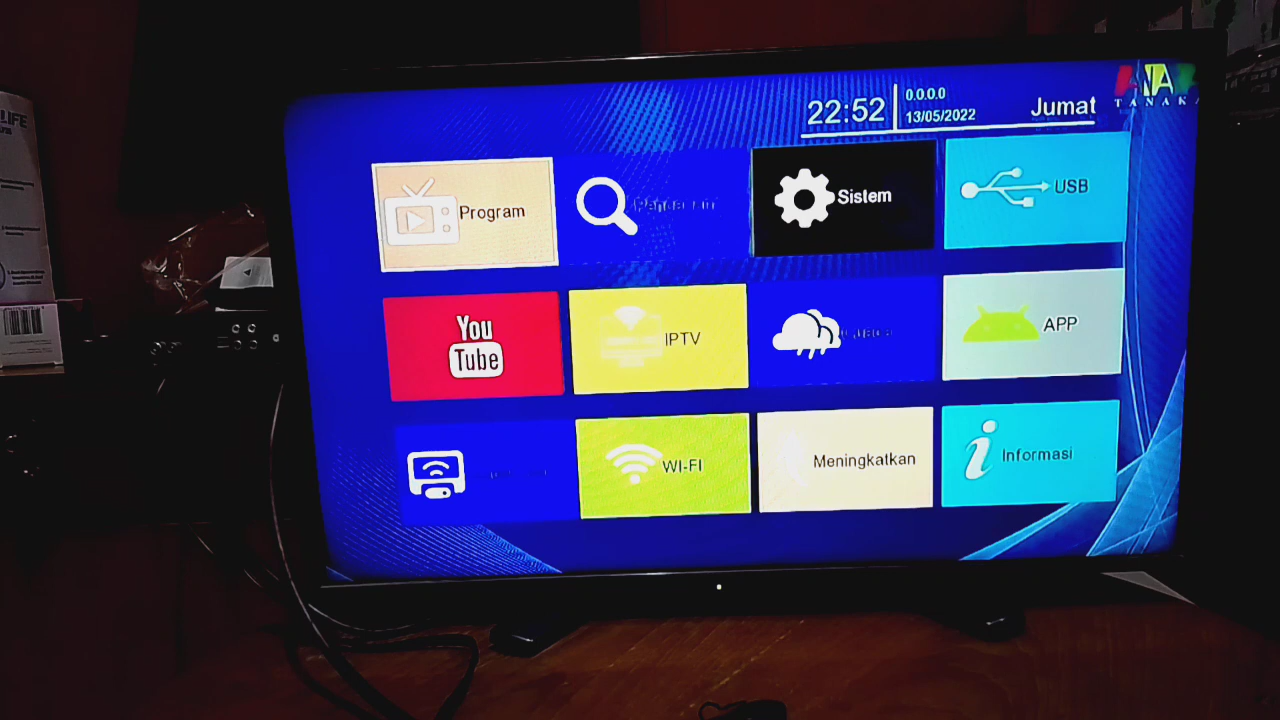 22:52
0.0.0.0
13/05/2022
Jumat
TANAKA
Program
Sistem
USB
You
Tube
IPTV
APP
WI-FI
Meningkatkan
Informasi